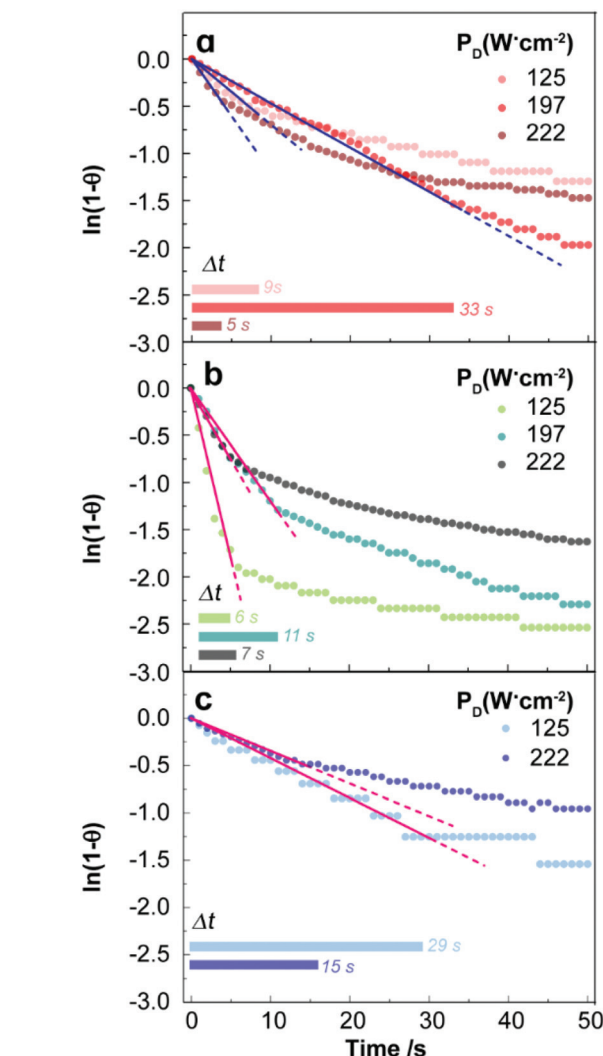 a
P_D(W·cm⁻²)
125
197
222
0.0
-0.5
-1.0
-1.5
-2.0
-2.5
-3.0
ln(1-θ)
Δt
9s
33 s
5 s
b
P_D(W·cm⁻²)
125
197
222
0.0
-0.5
-1.0
-1.5
-2.0
-2.5
-3.0
ln(1-θ)
Δt
6 s
11 s
7 s
c
P_D(W·cm⁻²)
125
222
0.0
-0.5
-1.0
-1.5
-2.0
-2.5
-3.0
ln(1-θ)
Δt
29 s
15 s
0 10 20 30 40 50
Time /s